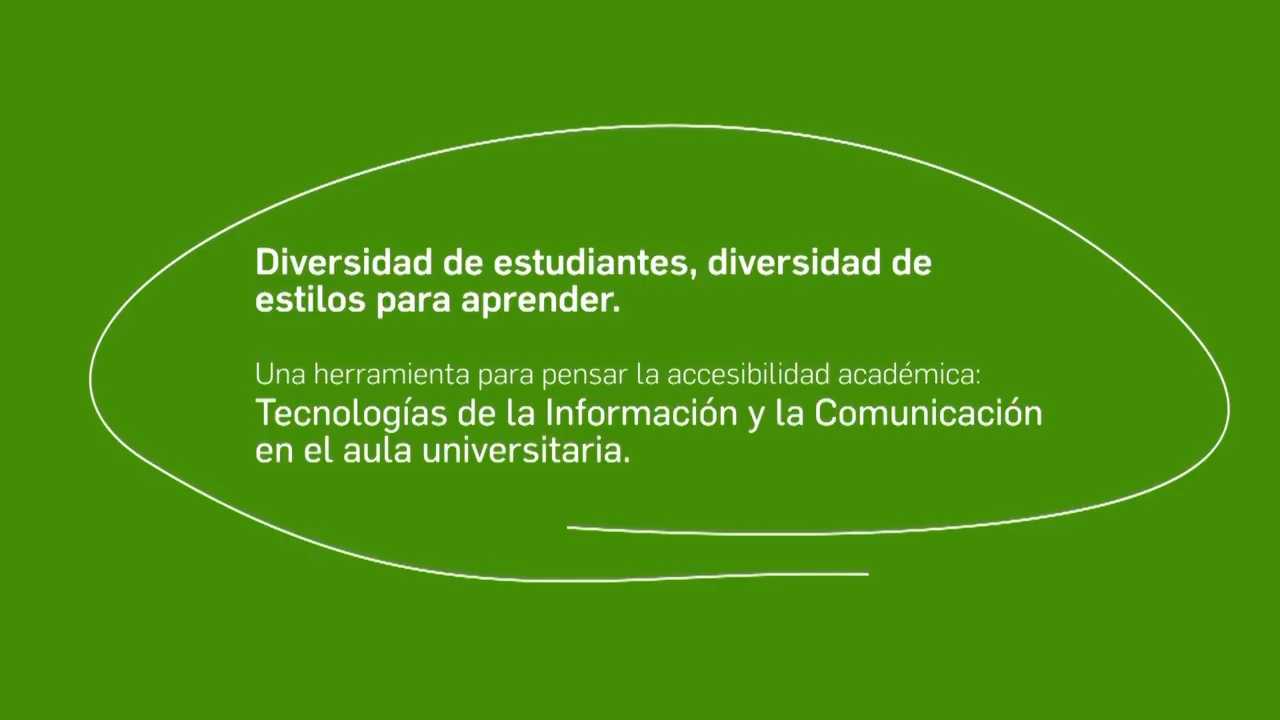 Diversidad de estudiantes, diversidad de
estilos para aprender.
Una herramienta para pensar la accesibilidad académica:
Tecnologías de la Información y la Comunicación
en el aula universitaria.